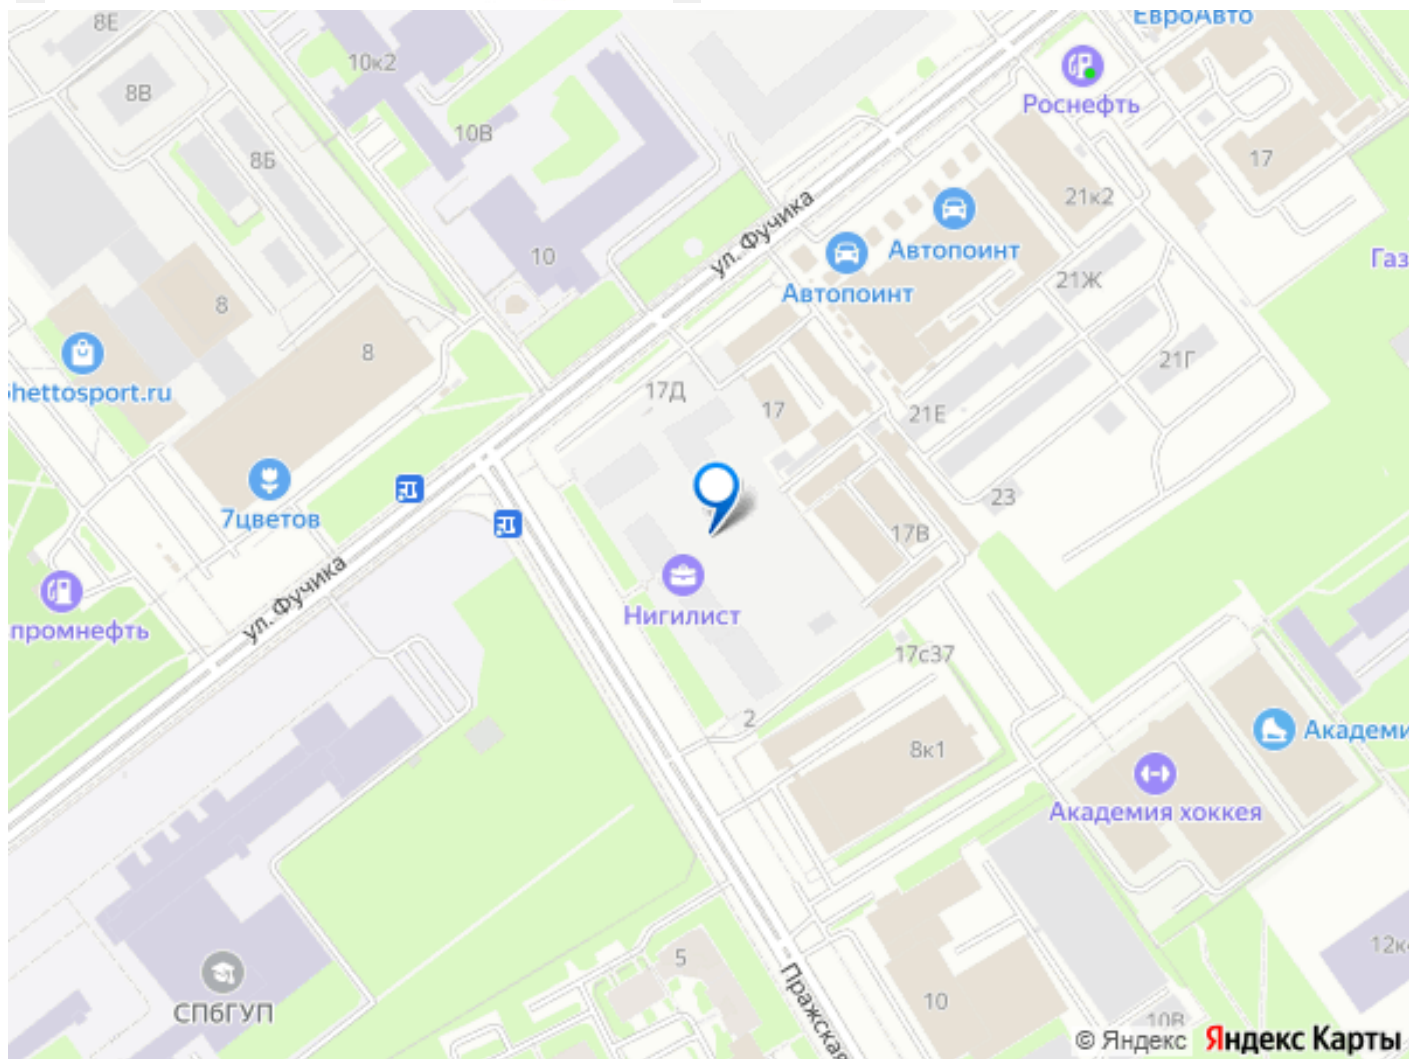 ЕвроАвто
8Е
10к2
8В
Роснефть
10В
8Б
17
21к2
ул. Фучика
10
Автопоинт
Газ
21Ж
Автопоинт
8
8
21Г
hettosport.ru
17Д
17
21Е
23
7цветов
17В
ул. Фучика
Нигилист
промнефть
17с37
2
Академи
8к1
Академия хоккея
12к
5
СПбГУП
Пражская
10
10В
© Яндекс Яндекс Карты